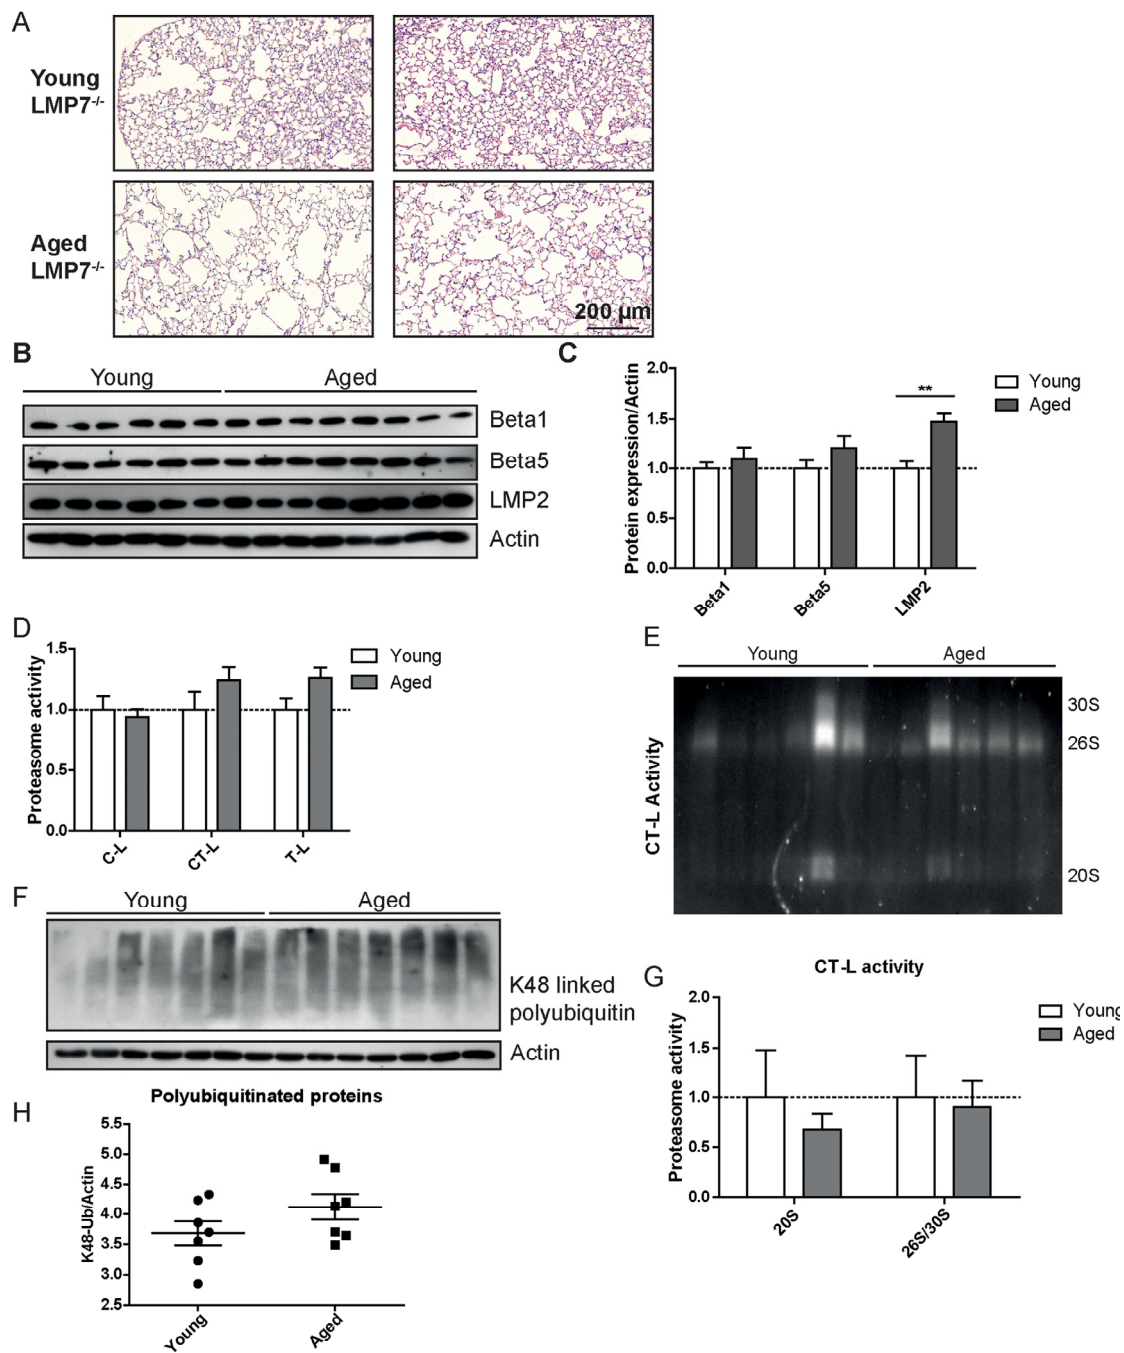 A
Young
LMP7-/-
Aged
LMP7-/-
200 µm
B
Young Aged
Beta1
Beta5
LMP2
Actin
C
Protein expression/Actin
2.0
1.5
1.0
0.5
0.0
**
Young
Aged
Beta1 Beta5 LMP2
D
Proteasome activity
1.5
1.0
0.5
0.0
Young
Aged
C-L CT-L T-L
E
Young Aged
CT-L Activity
30S
26S
20S
F
Young Aged
K48 linked
polyubiquitin
Actin
G
CT-L activity
Proteasome activity
2.0
1.5
1.0
0.5
0.0
Young
Aged
20S 26S/30S
H
Polyubiquitinated proteins
K48-Ub/Actin
5.5
5.0
4.5
4.0
3.5
3.0
2.5
Young Aged